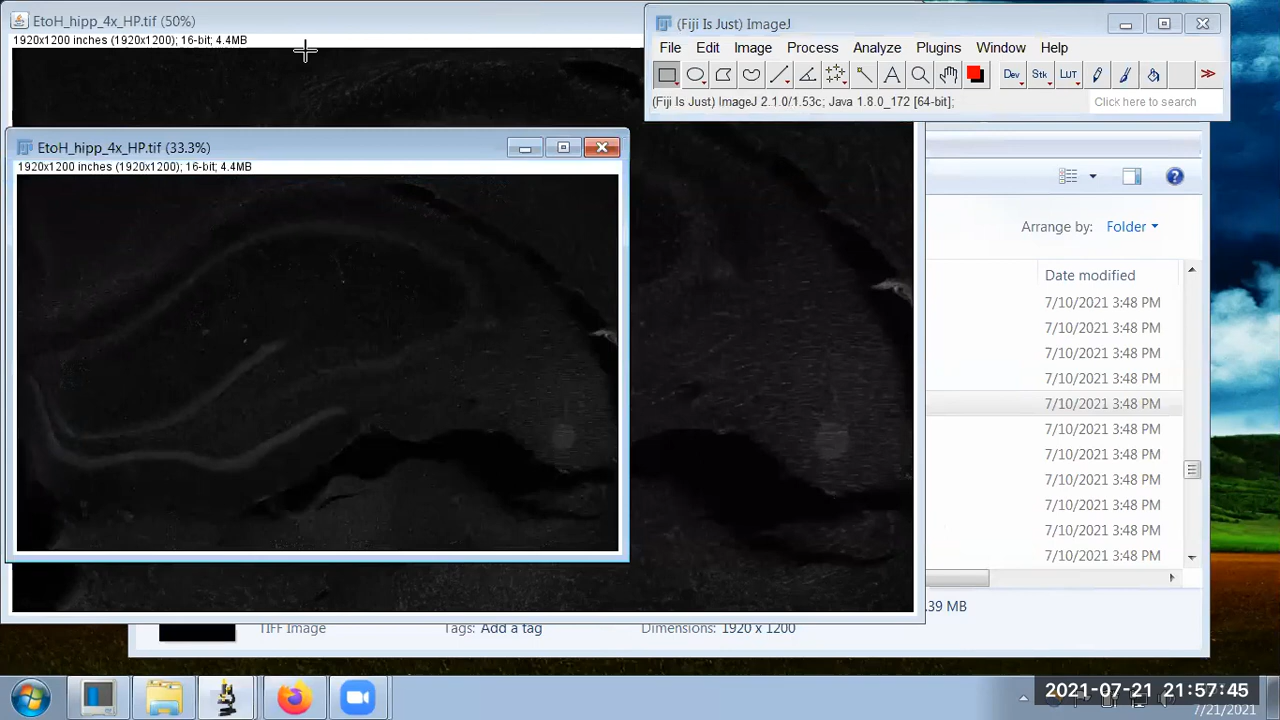 EtoH_hipp_4x_HP.tif (50%)
1920x1200 inches (1920x1200); 16-bit; 4.4MB
(Fiji Is Just) ImageJ
File Edit Image Process Analyze Plugins Window Help
Dev Stk LUT
(Fiji Is Just) ImageJ 2.1.0/1.53c; Java 1.8.0_172 [64-bit];
Click here to search
EtoH_hipp_4x_HP.tif (33.3%)
1920x1200 inches (1920x1200); 16-bit; 4.4MB
Arrange by: Folder
Date modified
7/10/2021 3:48 PM
7/10/2021 3:48 PM
7/10/2021 3:48 PM
7/10/2021 3:48 PM
7/10/2021 3:48 PM
7/10/2021 3:48 PM
7/10/2021 3:48 PM
7/10/2021 3:48 PM
7/10/2021 3:48 PM
7/10/2021 3:48 PM
7/10/2021 3:48 PM
.39 MB
TIFF Image Tags: Add a tag Dimensions: 1920 x 1200
2021-07-21 21:57:45
7/21/2021